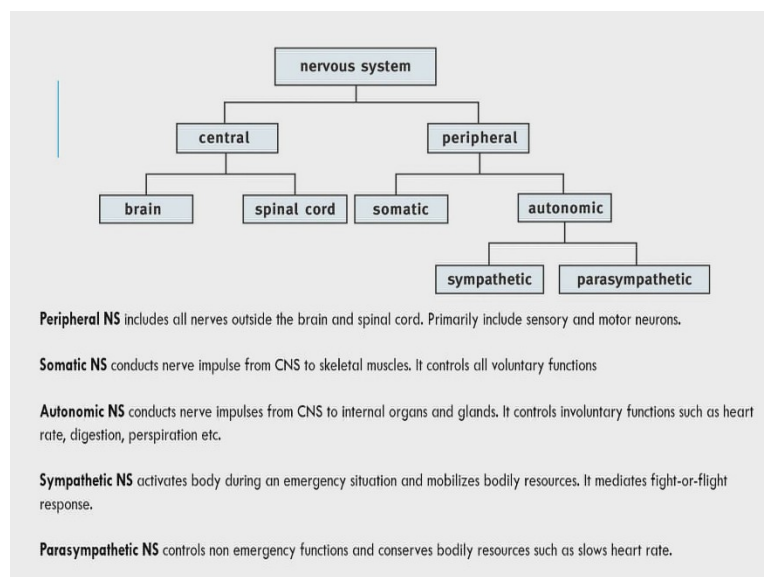 nervous system
central peripheral
brain spinal cord somatic autonomic
sympathetic parasympathetic
Peripheral NS includes all nerves outside the brain and spinal cord. Primarily include sensory and motor neurons.
Somatic NS conducts nerve impulse from CNS to skeletal muscles. It controls all voluntary functions
Autonomic NS conducts nerve impulses from CNS to internal organs and glands. It controls involuntary functions such as heart
rate, digestion, perspiration etc.
Sympathetic NS activates body during an emergency situation and mobilizes bodily resources. It mediates fight-or-flight
response.
Parasympathetic NS controls non emergency functions and conserves bodily resources such as slows heart rate.